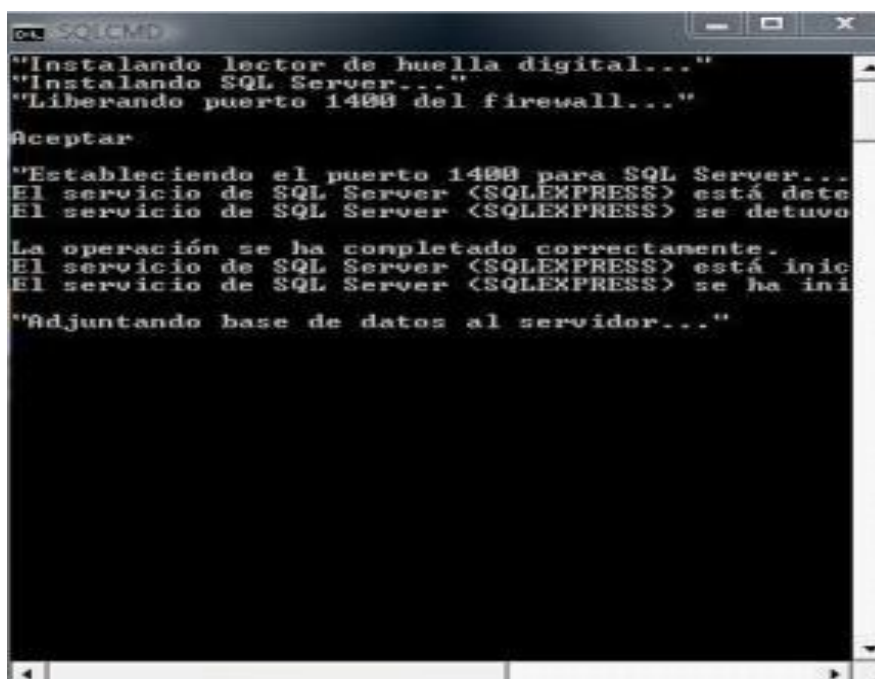 SQLCMD
"Instalando lector de huella digital..."
"Instalando SQL Server..."
"Liberando puerto 1400 del firewall..."
Aceptar
"Estableciendo el puerto 1400 para SQL Server...
El servicio de SQL Server (SQLEXPRESS) está dete
El servicio de SQL Server (SQLEXPRESS) se detuvo
La operación se ha completado correctamente.
El servicio de SQL Server (SQLEXPRESS) está inic
El servicio de SQL Server (SQLEXPRESS) se ha ini
"Adjuntando base de datos al servidor..."